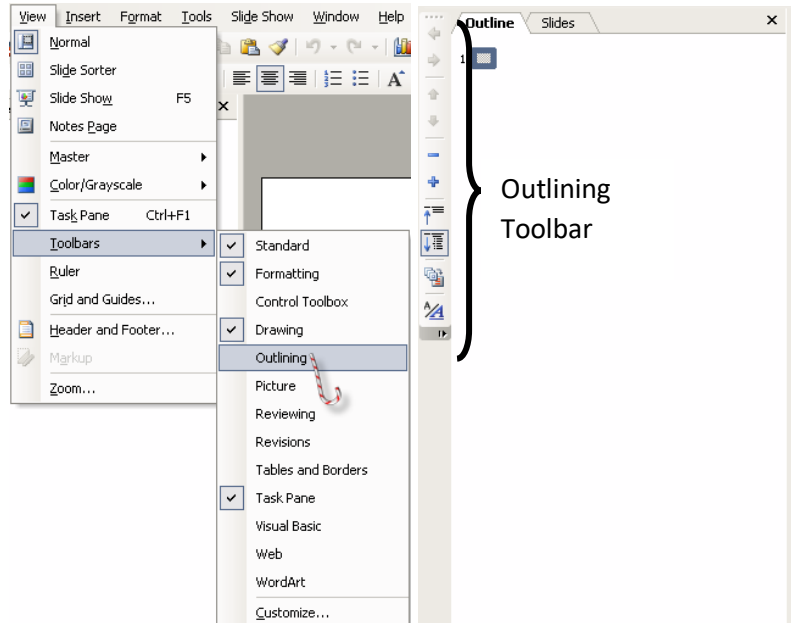 View Insert Format Tools Slide Show Window Help
Normal
Slide Sorter
Slide Show F5
Notes Page
Master
Color/Grayscale
Task Pane Ctrl+F1
Toolbars
Ruler
Grid and Guides...
Header and Footer...
Markup
Zoom...
Standard
Formatting
Control Toolbox
Drawing
Outlining
Picture
Reviewing
Revisions
Tables and Borders
Task Pane
Visual Basic
Web
WordArt
Customize...
Outline Slides
1
Outlining
Toolbar